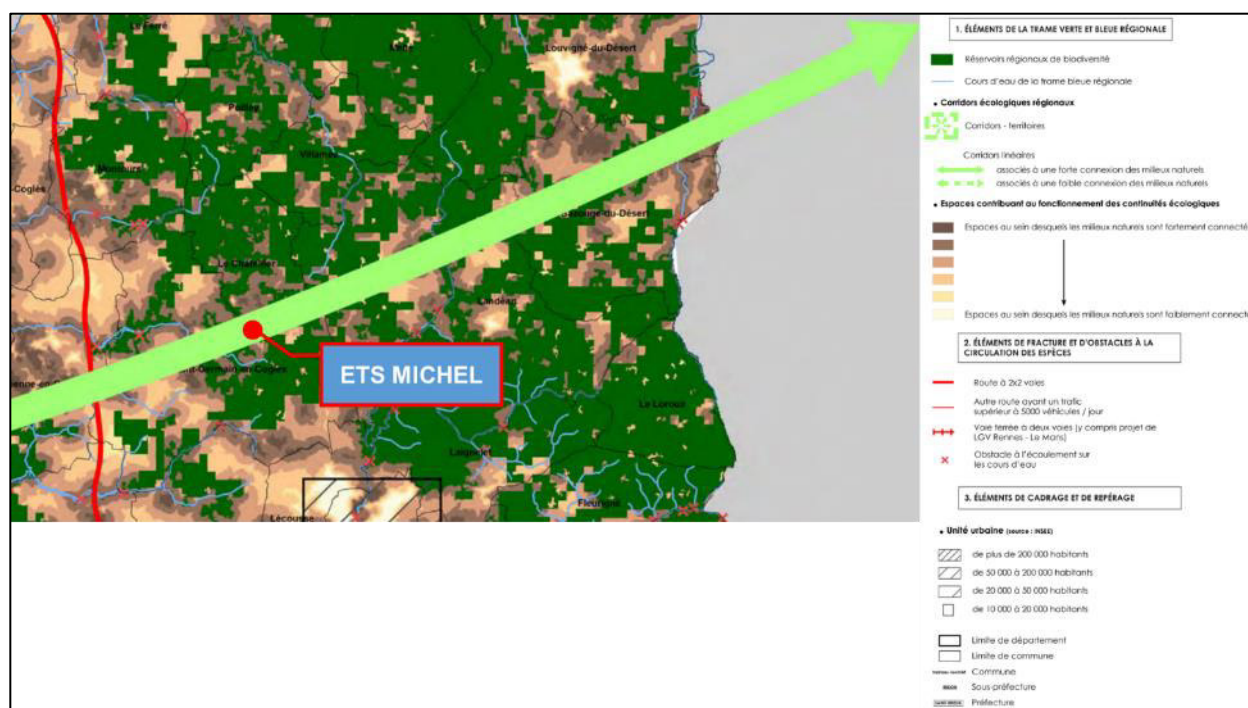 Le Ferré
Louvigné-du-Désert
Villamée
-Coglès
Le Châtellier
Landéan
ETS MICHEL
Le Loroux
Laignelet
Lécousse
Fleurigné
1. ÉLÉMENTS DE LA TRAME VERTE ET BLEUE RÉGIONALE
Réservoirs régionaux de biodiversité
Cours d'eau de la trame bleue régionale
• Corridors écologiques régionaux
Corridors - territoires
Corridors linéaires
associés à une forte connexion des milieux naturels
associés à une faible connexion des milieux naturels
• Espaces contribuant au fonctionnement des continuités écologiques
Espaces au sein desquels les milieux naturels sont fortement connecté
Espaces au sein desquels les milieux naturels sont faiblement connecté
2. ÉLÉMENTS DE FRACTURE ET D'OBSTACLES À LA
CIRCULATION DES ESPÈCES
Route à 2x2 voies
Autre route ayant un trafic
supérieur à 5000 véhicules / jour
Voie ferrée à deux voies (y compris projet de
LGV Rennes - Le Mans)
Obstacle à l'écoulement sur
les cours d'eau
3. ÉLÉMENTS DE CADRAGE ET DE REPÉRAGE
• Unité urbaine (source : INSEE)
de plus de 200 000 habitants
de 50 000 à 200 000 habitants
de 20 000 à 50 000 habitants
de 10 000 à 20 000 habitants
Limite de département
Limite de commune
Commune
Sous-préfecture
Préfecture